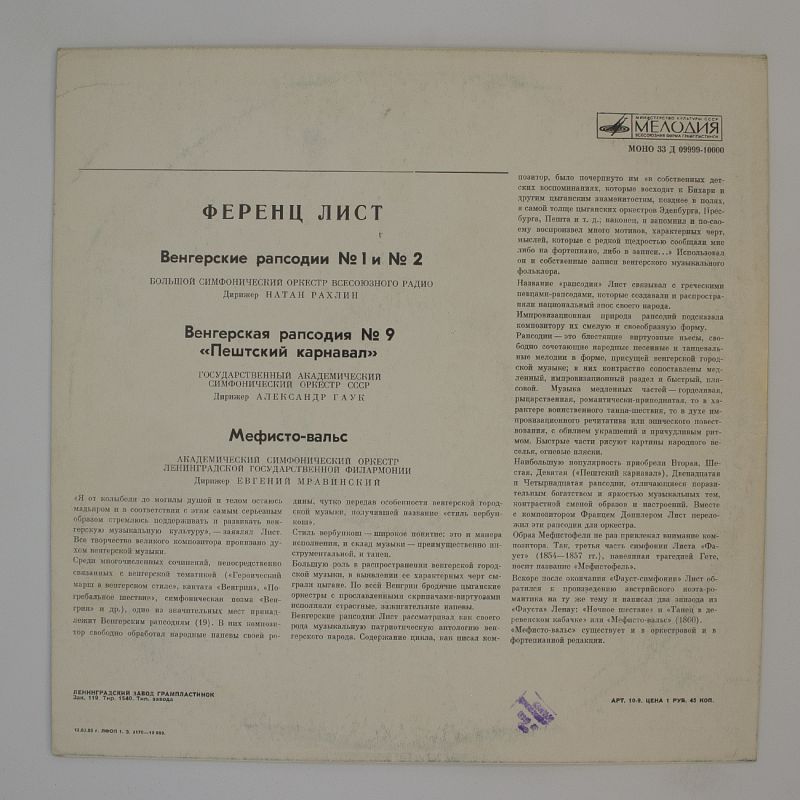 МИНИСТЕРСТВО КУЛЬТУРЫ СССР
МЕЛОДИЯ
ВСЕСОЮЗНАЯ ФИРМА ГРАМПЛАСТИНОК
МОНО 33 Д 09999-10000
ФЕРЕНЦ ЛИСТ
Венгерские рапсодии № 1 и № 2
БОЛЬШОЙ СИМФОНИЧЕСКИЙ ОРКЕСТР ВСЕСОЮЗНОГО РАДИО
Дирижер НАТАН РАХЛИН
Венгерская рапсодия № 9
«Пештский карнавал»
ГОСУДАРСТВЕННЫЙ АКАДЕМИЧЕСКИЙ
СИМФОНИЧЕСКИЙ ОРКЕСТР СССР
Дирижер АЛЕКСАНДР ГАУК
Мефисто-вальс
АКАДЕМИЧЕСКИЙ СИМФОНИЧЕСКИЙ ОРКЕСТР
ЛЕНИНГРАДСКОЙ ГОСУДАРСТВЕННОЙ ФИЛАРМОНИИ
Дирижер ЕВГЕНИЙ МРАВИНСКИЙ
«Я от колыбели до могилы душой и телом остаюсь
мадьяром и в соответствии с этим самым серьезным
образом стремлюсь поддерживать и развивать вен-
герскую музыкальную культуру», — заявлял Лист.
Все творчество великого композитора пронизано ду-
хом венгерской музыки.
Среди многочисленных сочинений, непосредственно
связанных с венгерской тематикой («Героический
марш в венгерском стиле», кантата «Венгрия», «По-
гребальное шествие», симфоническая поэма «Вен-
грия» и др.), одно из значительных мест принад-
лежит Венгерским рапсодиям (19). В них компози-
тор свободно обработал народные напевы своей ро-
дины, чутко передав особенности венгерской город-
ской музыки, получившей название «стиль вербун-
кош».
Стиль вербункош — широкое понятие; это и манера
исполнения, и склад музыки — преимущественно ин-
струментальной, и танец.
Большую роль в распространении венгерской город-
ской музыки, в выявлении ее характерных черт сы-
грали цыгане. По всей Венгрии бродячие цыганские
оркестры с прославленными скрипачами-виртуозами
исполняли страстные, зажигательные напевы.
Венгерские рапсодии Лист рассматривал как своего
рода музыкальную патриотическую антологию вен-
герского народа. Содержание цикла, как писал ком-
позитор, было почерпнуто им «в собственных дет-
ских воспоминаниях, которые восходят к Бихари и
другим цыганским знаменитостям, позднее в полях,
в самой толще цыганских оркестров Эденбурга, Прес-
бурга, Пешта и т. д.; наконец, я запомнил и по-сво-
ему воспроизвел много мотивов, характерных черт,
мыслей, которые с редкой щедростью сообщали мне
либо на фортепиано, либо в записи...» Использовал
он и собственные записи венгерского музыкального
фольклора.
Название «рапсодия» Лист связывал с греческими
певцами-рапсодами, которые создавали и распростра-
няли национальный эпос своего народа.
Импровизационная природа рапсодий подсказала
композитору их смелую и своеобразную форму.
Рапсодии — это блестящие виртуозные пьесы, сво-
бодно сочетающие народные песенные и танцеваль-
ные мелодии в форме, присущей венгерской город-
ской музыке; в них контрастно сопоставлены мед-
ленный, импровизационный раздел и быстрый, пля-
совой. Музыка медленных частей — горделивая,
рыцарственная, романтически-приподнятая, то в ха-
рактере воинственного танца-шествия, то в духе им-
провизационного речитатива или эпического повест-
вования, с обилием украшений и причудливым рит-
мом. Быстрые части рисуют картины народного ве-
селья, огненные пляски.
Наибольшую популярность приобрели Вторая, Ше-
стая, Девятая («Пештский карнавал»), Двенадцатая
и Четырнадцатая рапсодии, отличающиеся порази-
тельным богатством и яркостью музыкальных тем,
контрастной сменой образов и настроений. Вместе
с композитором Францем Допплером Лист перело-
жил эти рапсодии для оркестра.
Образ Мефистофеля не раз привлекал внимание ком-
позитора. Так, третья часть симфонии Листа «Фа-
уст» (1854—1857 гг.), навеянная трагедией Гете,
носит название «Мефистофель».
Вскоре после окончания «Фауст-симфонии» Лист об-
ратился к произведению австрийского поэта-ро-
мантика на ту же тему и написал два эпизода из
«Фауста» Ленау: «Ночное шествие» и «Танец в де-
ревенском кабачке» или «Мефисто-вальс» (1860).
«Мефисто-вальс» существует и в оркестровой и в
фортепианной редакции.
ЛЕНИНГРАДСКИЙ ЗАВОД ГРАМПЛАСТИНОК
Зак. 119. Тир. 1540. Тип. завода
АРТ. 10-9. ЦЕНА 1 РУБ. 45 КОП.